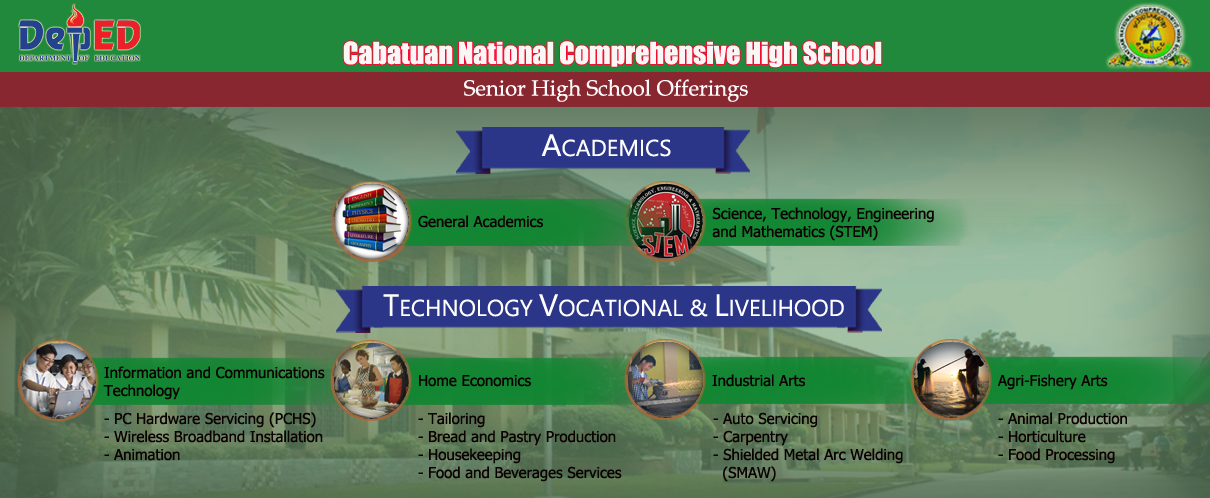 DepED
DEPARTMENT OF EDUCATION
Cabatuan National Comprehensive High School
Senior High School Offerings
ACADEMICS
General Academics
STEM
Science, Technology, Engineering
and Mathematics (STEM)
TECHNOLOGY VOCATIONAL & LIVELIHOOD
Information and Communications
Technology
- PC Hardware Servicing (PCHS)
- Wireless Broadband Installation
- Animation
Home Economics
- Tailoring
- Bread and Pastry Production
- Housekeeping
- Food and Beverages Services
Industrial Arts
- Auto Servicing
- Carpentry
- Shielded Metal Arc Welding
(SMAW)
Agri-Fishery Arts
- Animal Production
- Horticulture
- Food Processing